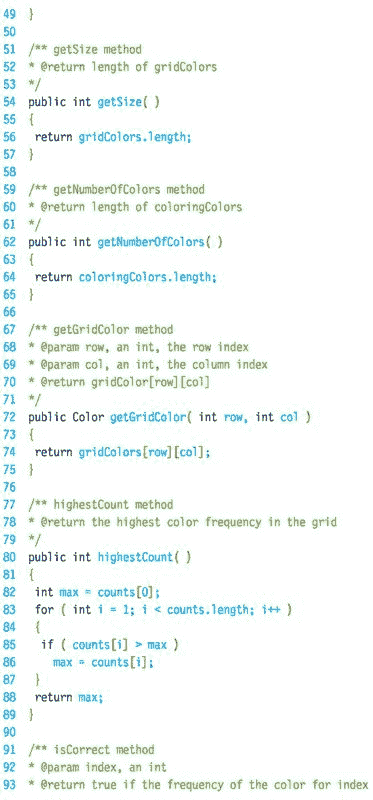 49 }
50
51 /** getSize method
52 * @return length of gridColors
53 */
54 public int getSize( )
55 {
56 return gridColors.length;
57 }
58
59 /** getNumberOfColors method
60 * @return length of coloringColors
61 */
62 public int getNumberOfColors( )
63 {
64 return coloringColors.length;
65 }
66
67 /** getGridColor method
68 * @param row, an int, the row index
69 * @param col, an int, the column index
70 * @return gridColor[row][col]
71 */
72 public Color getGridColor( int row, int col )
73 {
74 return gridColors[row][col];
75 }
76
77 /** highestCount method
78 * @return the highest color frequency in the grid
79 */
80 public int highestCount( )
81 {
82 int max = counts[0];
83 for ( int i = 1; i < counts.length; i++ )
84 {
85 if ( counts[i] > max )
86 max = counts[i];
87 }
88 return max;
89 }
90
91 /** isCorrect method
92 * @param index, an int
93 * @return true if the frequency of the color for index